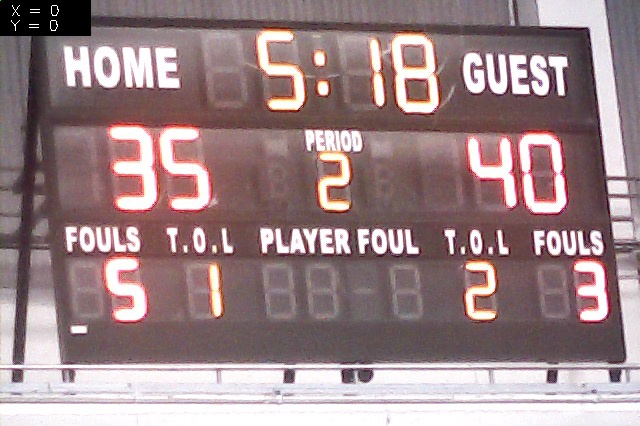 X = 0
Y = 0
HOME 5:18 GUEST
PERIOD
35 2 40
FOULS T.O.L PLAYER FOUL T.O.L FOULS
5 1 2 3